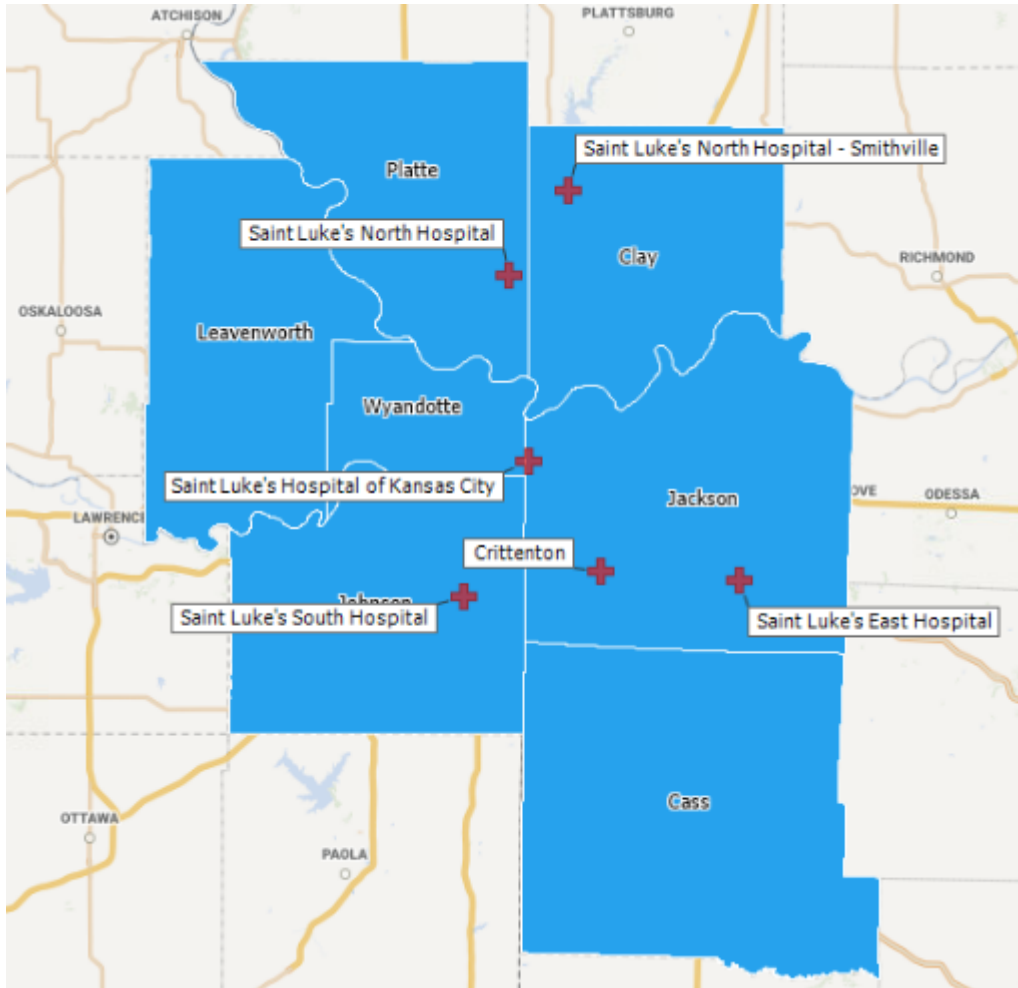 ATCHISON
PLATTSBURG
Saint Luke's North Hospital - Smithville
Platte
Saint Luke's North Hospital
Clay
RICHMOND
OSKALOOSA
Leavenworth
Wyandotte
Saint Luke's Hospital of Kansas City
Jackson
OVE
ODESSA
LAWRENC
Crittenton
Johnson
Saint Luke's South Hospital
Saint Luke's East Hospital
Cass
OTTAWA
PAOLA